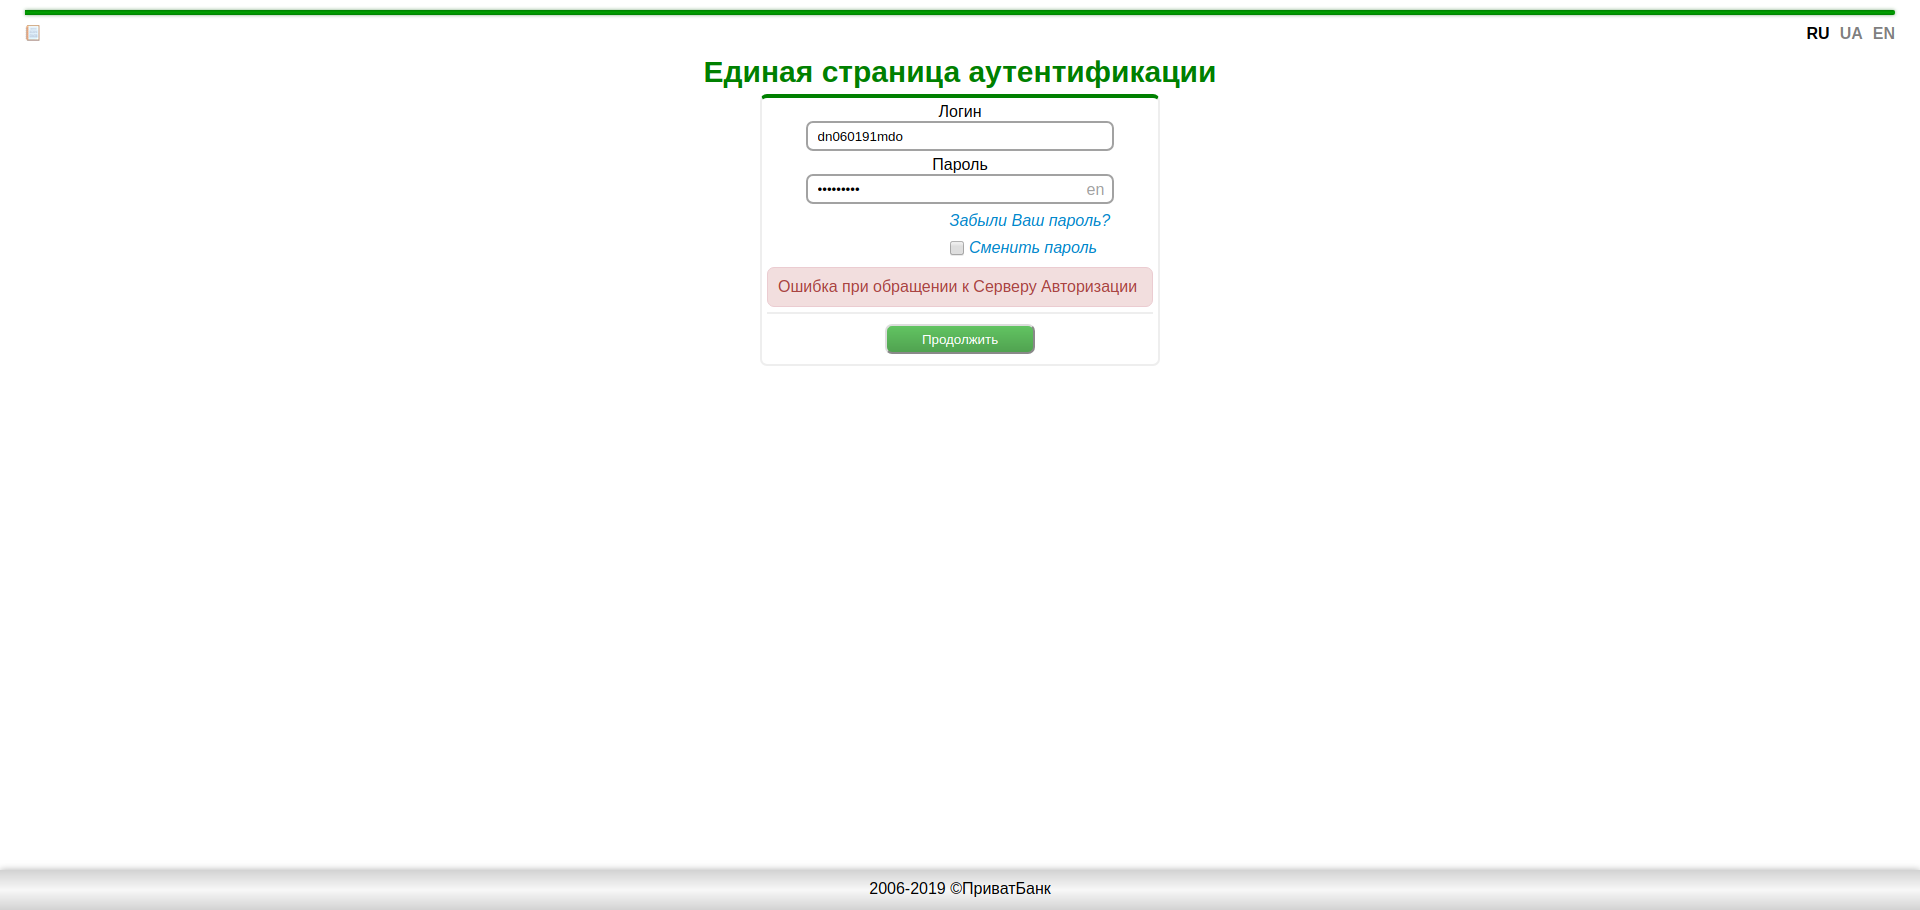 RU UA EN
Единая страница аутентификации
Логин
dn060191mdo
Пароль
••••••••• en
Забыли Ваш пароль?
Сменить пароль
Ошибка при обращении к Серверу Авторизации
Продолжить
2006-2019 ©ПриватБанк